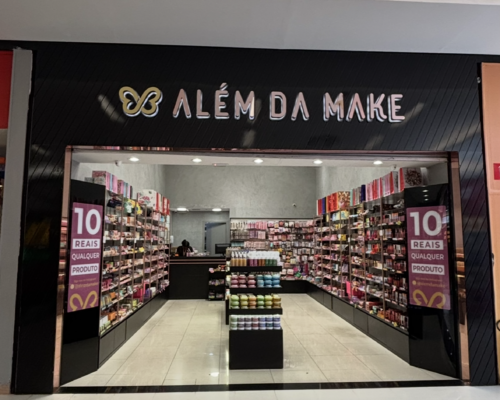 ALÉM DA MAKE
10
REAIS
QUALQUER
PRODUTO
10
REAIS
QUALQUER
PRODUTO